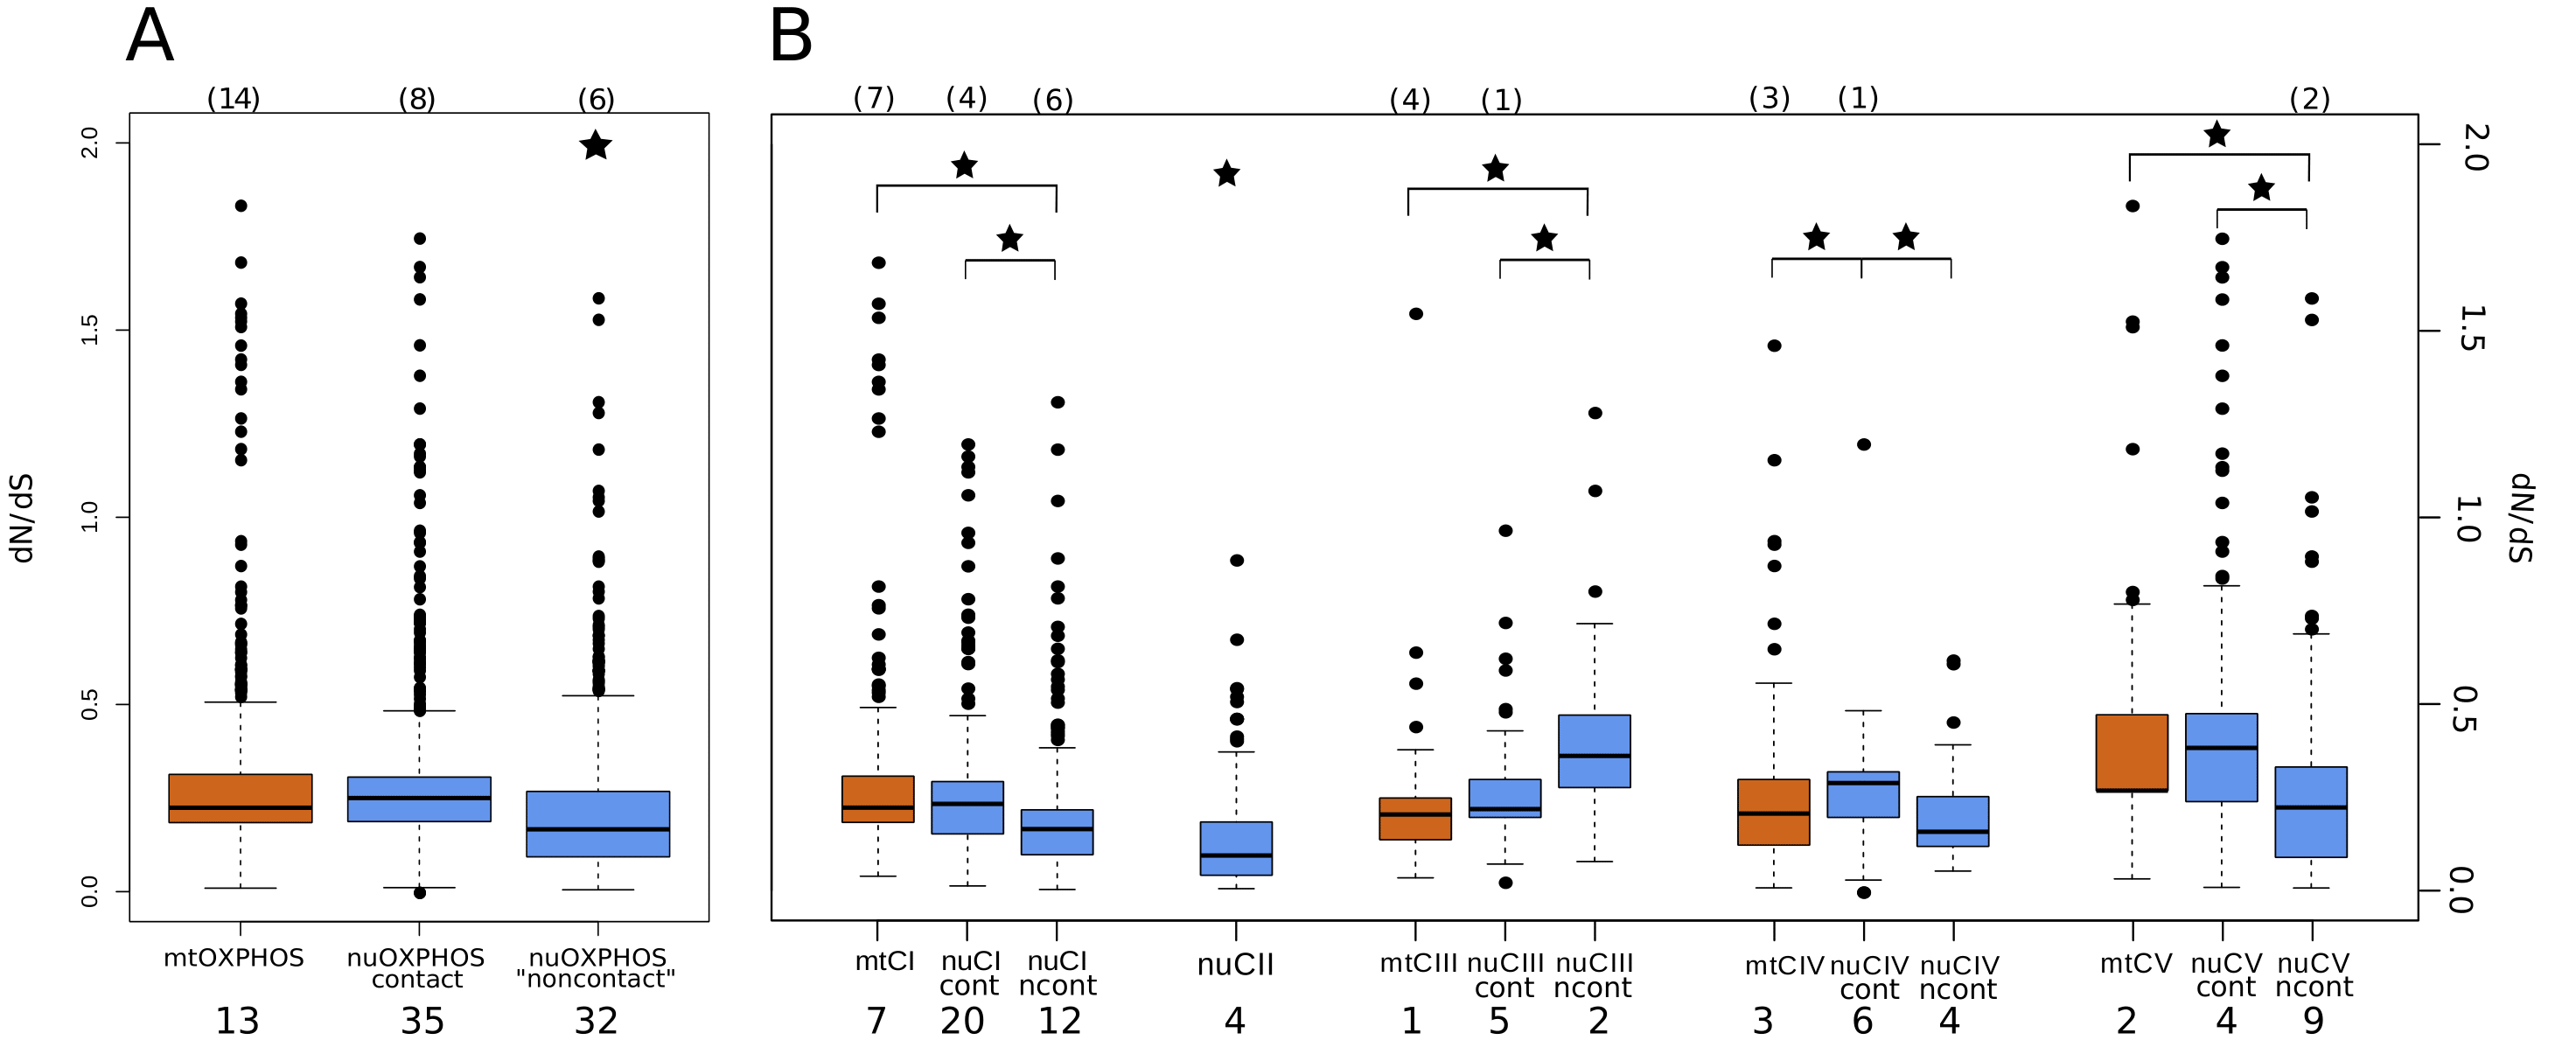 A
B
(14) (8) (6)
(7) (4) (6) (4) (1) (3) (1) (2)
2.0
1.5
1.0
0.5
0.0
dN/dS
2.0
1.5
1.0
0.5
0.0
dN/dS
mtOXPHOS
nuOXPHOS
contact
nuOXPHOS
"noncontact"
13 35 32
mtCI
nuCI
cont
nuCI
ncont
nuCII
mtCIII
nuCIII
cont
nuCIII
ncont
mtCIV
nuCIV
cont
nuCIV
ncont
mtCV
nuCV
cont
nuCV
ncont
7 20 12 4 1 5 2 3 6 4 2 4 9